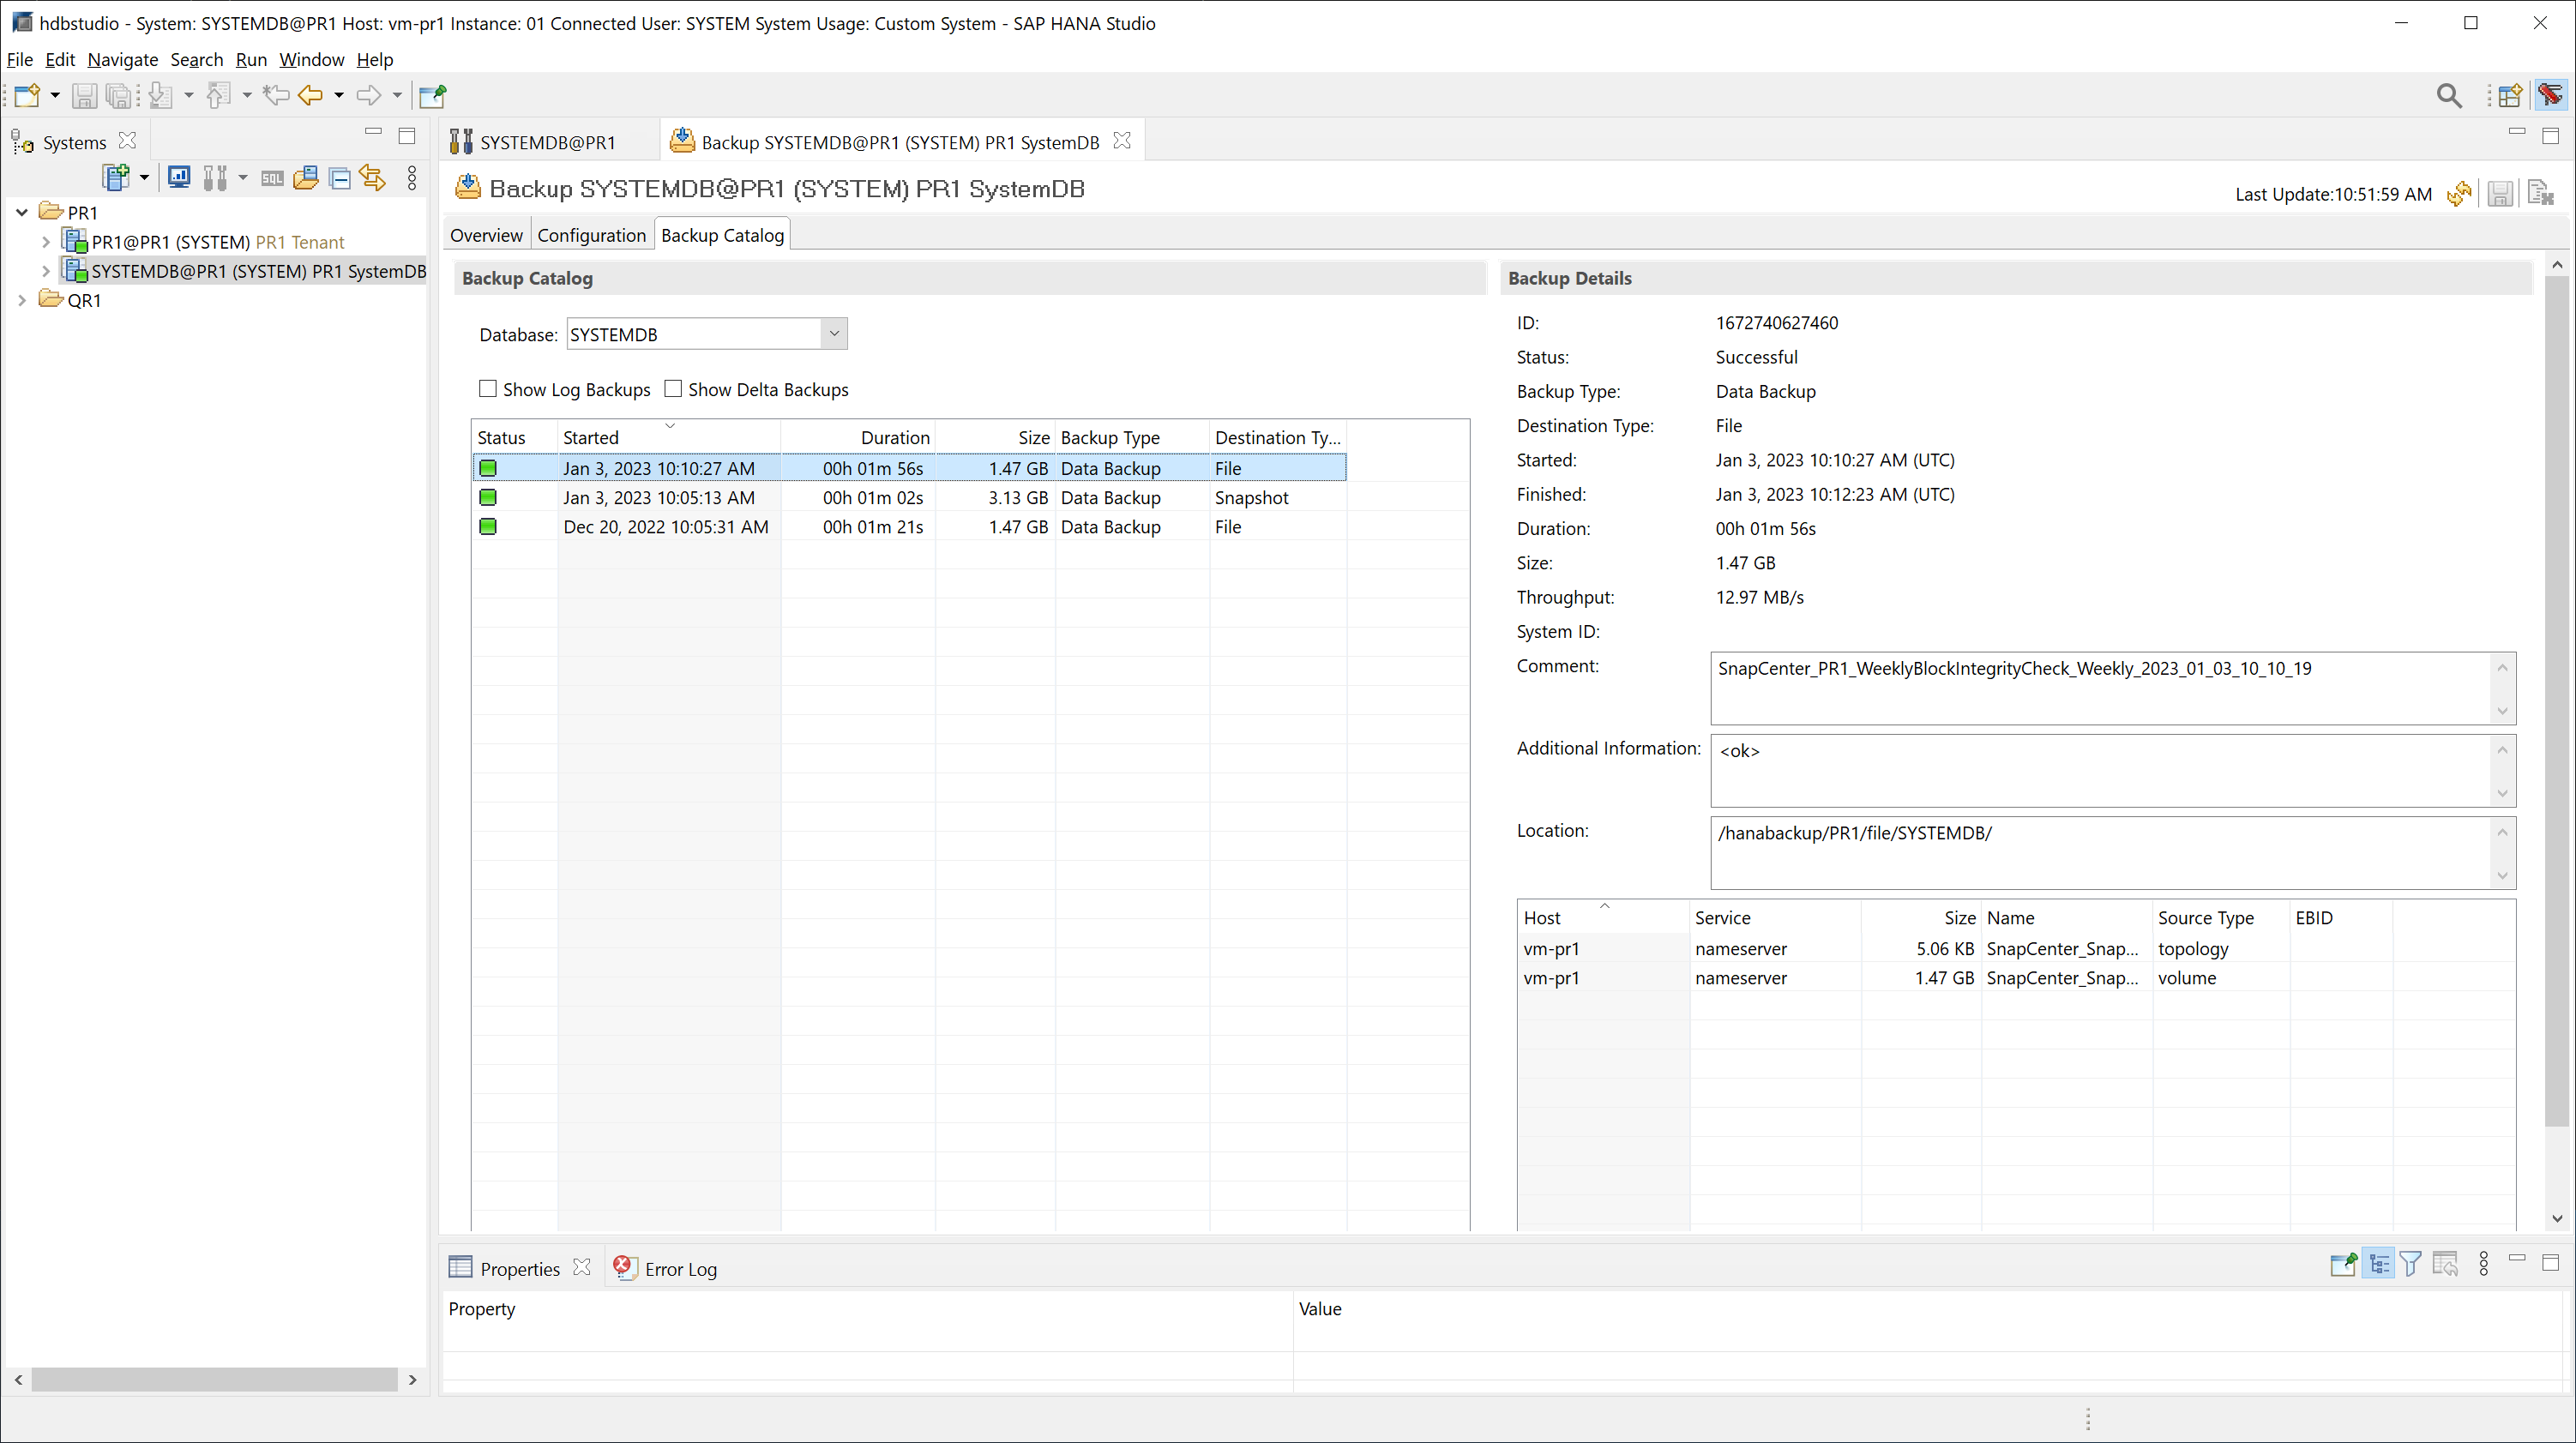 hdbstudio - System: SYSTEMDB@PR1 Host: vm-pr1 Instance: 01 Connected User: SYSTEM System Usage: Custom System - SAP HANA Studio
File Edit Navigate Search Run Window Help
Systems
SQL
PR1
PR1@PR1 (SYSTEM) PR1 Tenant
SYSTEMDB@PR1 (SYSTEM) PR1 SystemDB
QR1
SYSTEMDB@PR1
Backup SYSTEMDB@PR1 (SYSTEM) PR1 SystemDB
Backup SYSTEMDB@PR1 (SYSTEM) PR1 SystemDB
Last Update:10:51:59 AM
Overview Configuration Backup Catalog
Backup Catalog
Database: SYSTEMDB
Show Log Backups Show Delta Backups
Status Started Duration Size Backup Type Destination Ty...
Jan 3, 2023 10:10:27 AM 00h 01m 56s 1.47 GB Data Backup File
Jan 3, 2023 10:05:13 AM 00h 01m 02s 3.13 GB Data Backup Snapshot
Dec 20, 2022 10:05:31 AM 00h 01m 21s 1.47 GB Data Backup File
Backup Details
ID: 1672740627460
Status: Successful
Backup Type: Data Backup
Destination Type: File
Started: Jan 3, 2023 10:10:27 AM (UTC)
Finished: Jan 3, 2023 10:12:23 AM (UTC)
Duration: 00h 01m 56s
Size: 1.47 GB
Throughput: 12.97 MB/s
System ID:
Comment: SnapCenter_PR1_WeeklyBlockIntegrityCheck_Weekly_2023_01_03_10_10_19
Additional Information: <ok>
Location: /hanabackup/PR1/file/SYSTEMDB/
Host Service Size Name Source Type EBID
vm-pr1 nameserver 5.06 KB SnapCenter_Snap... topology
vm-pr1 nameserver 1.47 GB SnapCenter_Snap... volume
Properties Error Log
Property Value